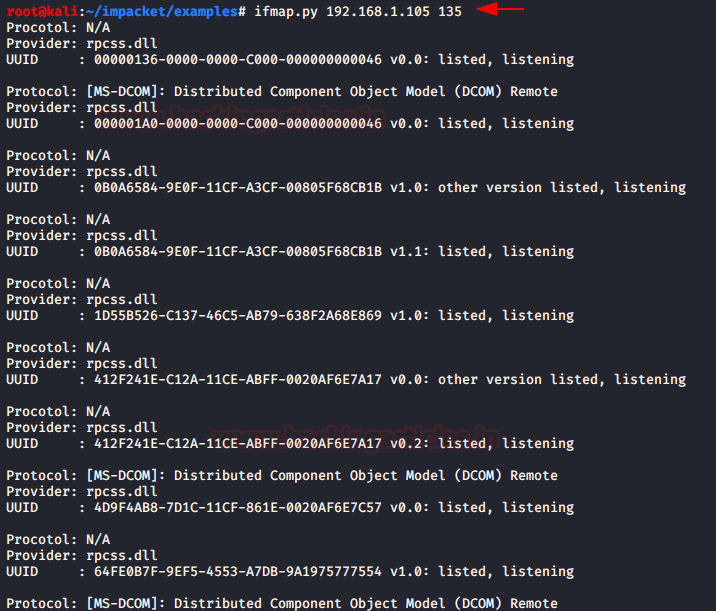 root@kali:~/impacket/examples# ifmap.py 192.168.1.105 135
Procotol: N/A
Provider: rpcss.dll
UUID    : 00000136-0000-0000-C000-000000000046 v0.0: listed, listening
Protocol: [MS-DCOM]: Distributed Component Object Model (DCOM) Remote
Provider: rpcss.dll
UUID    : 000001A0-0000-0000-C000-000000000046 v0.0: listed, listening
Procotol: N/A
Provider: rpcss.dll
UUID    : 0B0A6584-9E0F-11CF-A3CF-00805F68CB1B v1.0: other version listed, listening
Procotol: N/A
Provider: rpcss.dll
UUID    : 0B0A6584-9E0F-11CF-A3CF-00805F68CB1B v1.1: listed, listening
Procotol: N/A
Provider: rpcss.dll
UUID    : 1D55B526-C137-46C5-AB79-638F2A68E869 v1.0: listed, listening
Procotol: N/A
Provider: rpcss.dll
UUID    : 412F241E-C12A-11CE-ABFF-0020AF6E7A17 v0.0: other version listed, listening
Procotol: N/A
Provider: rpcss.dll
UUID    : 412F241E-C12A-11CE-ABFF-0020AF6E7A17 v0.2: listed, listening
Protocol: [MS-DCOM]: Distributed Component Object Model (DCOM) Remote
Provider: rpcss.dll
UUID    : 4D9F4AB8-7D1C-11CF-861E-0020AF6E7C57 v0.0: listed, listening
Procotol: N/A
Provider: rpcss.dll
UUID    : 64FE0B7F-9EF5-4553-A7DB-9A1975777554 v1.0: listed, listening
Protocol: [MS-DCOM]: Distributed Component Object Model (DCOM) Remote